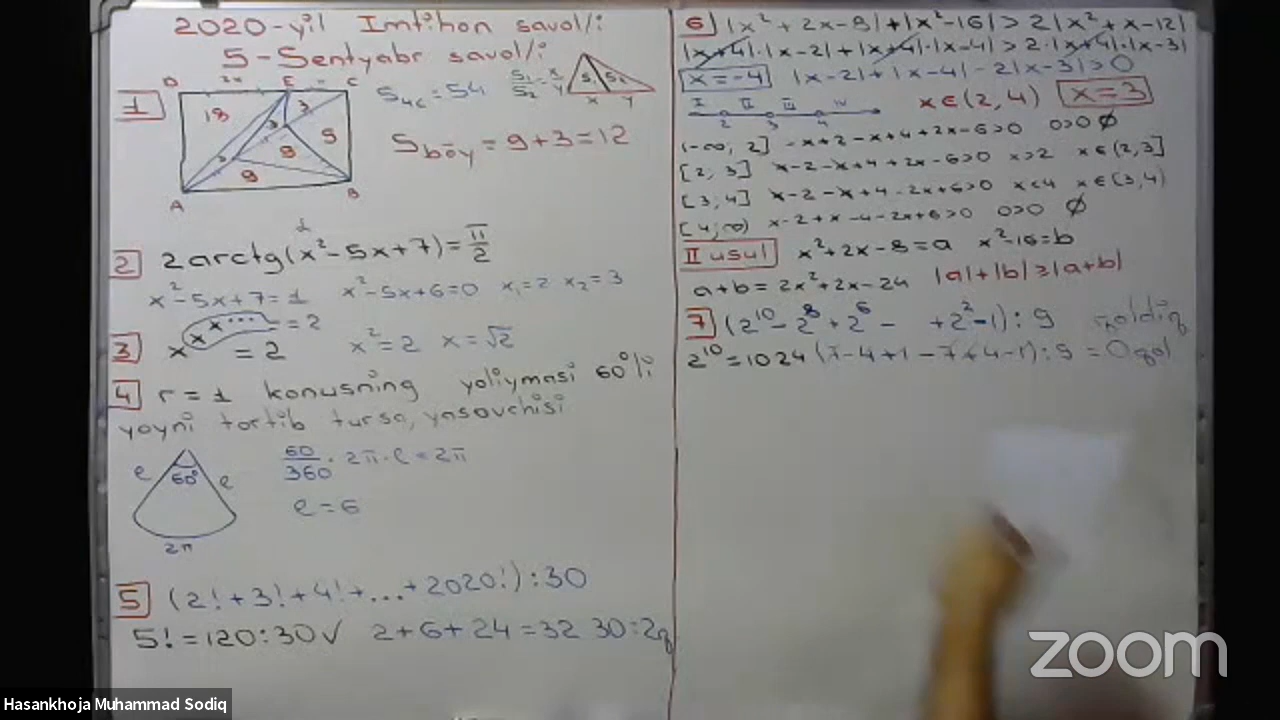 2020-yil Imtihon savoli
5-Sentyabr savoli
1
D 2x E C
18 3 3 9 9 9
A B
S₄c = 54
S₁/S₂ = x/y
S₁ S₂
x y
Sbo'y = 9+3 = 12
2 2arctg(x²-5x+7) = π/2
1
x²-5x+7=1 x²-5x+6=0 x₁=2 x₂=3
3 x^x^x^... = 2
= 2 x²=2 x=√2
4 r=1 konusning yoliymasi 60°li
yoyni tortib tursa, yasovchisi
e 60° e
2π
60/360 · 2π·e = 2π
e = 6
5 (2!+3!+4!+...+2020!):30
5! = 120:30✓ 2+6+24=32 30:2q
6 |x²+2x-8|+|x²-16|>2|x²+x-12|
|x+4|·|x-2|+|x+4|·|x-4|>2·|x+4|·|x-3|
x=-4 |x-2|+|x-4|-2|x-3|>0
I II III IV
2 3 4
x∈(2,4) x=3
(-∞; 2] -x+2-x+4+2x-6>0 0>0 ∅
[2, 3] x-2-x+4+2x-6>0 x>2 x∈(2,3]
[3, 4] x-2-x+4-2x+6>0 x<4 x∈(3,4)
[4;∞) x-2+x-4-2x+6>0 0>0 ∅
II usul x²+2x-8=a x²-16=b
a+b=2x²+2x-24 |a|+|b|≥|a+b|
7 (2¹⁰-2⁸+2⁶- +2²-1):9 qoldiq
2¹⁰=1024 (7-4+1-7+4-1):9=0qol
zoom
Hasankhoja Muhammad Sodiq